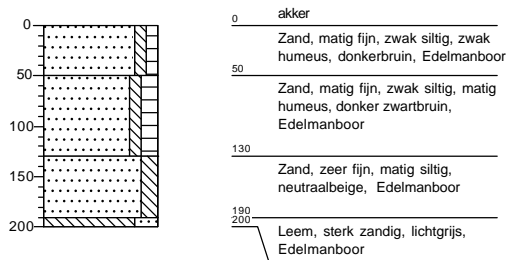 0
50
100
150
200
0 akker
Zand, matig fijn, zwak siltig, zwak
humeus, donkerbruin, Edelmanboor
50
Zand, matig fijn, zwak siltig, matig
humeus, donker zwartbruin,
Edelmanboor
130
Zand, zeer fijn, matig siltig,
neutraalbeige, Edelmanboor
190
200
Leem, sterk zandig, lichtgrijs,
Edelmanboor